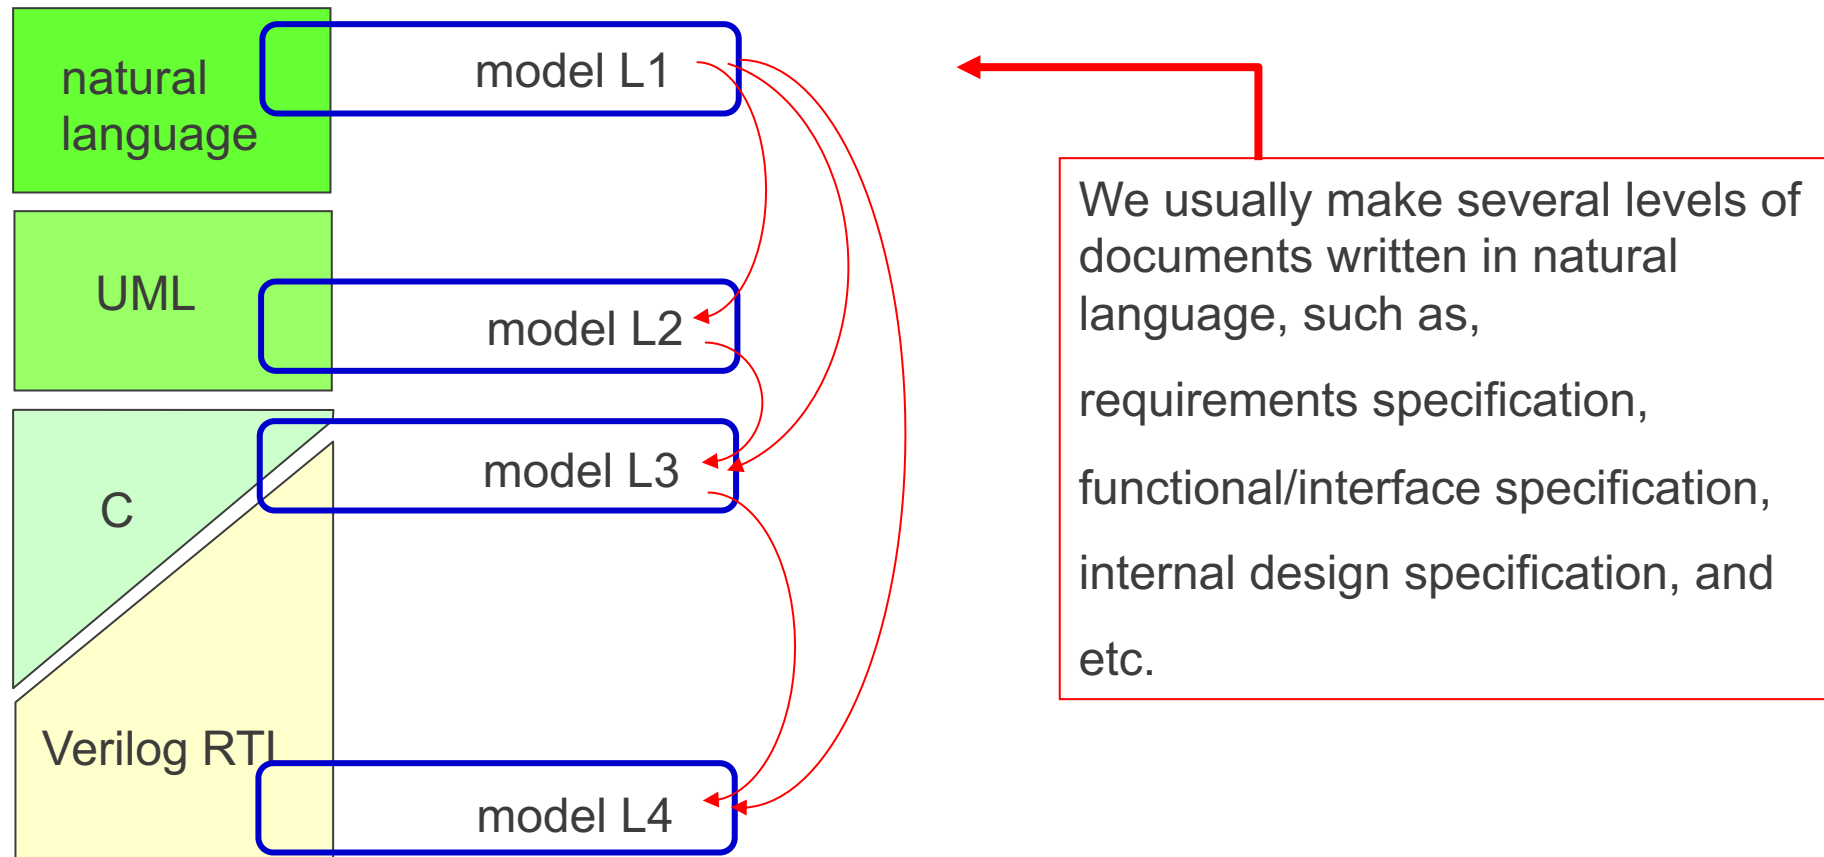 natural
language
model L1
UML
model L2
C
model L3
Verilog RTL
model L4
We usually make several levels of
documents written in natural
language, such as,
requirements specification,
functional/interface specification,
internal design specification, and
etc.